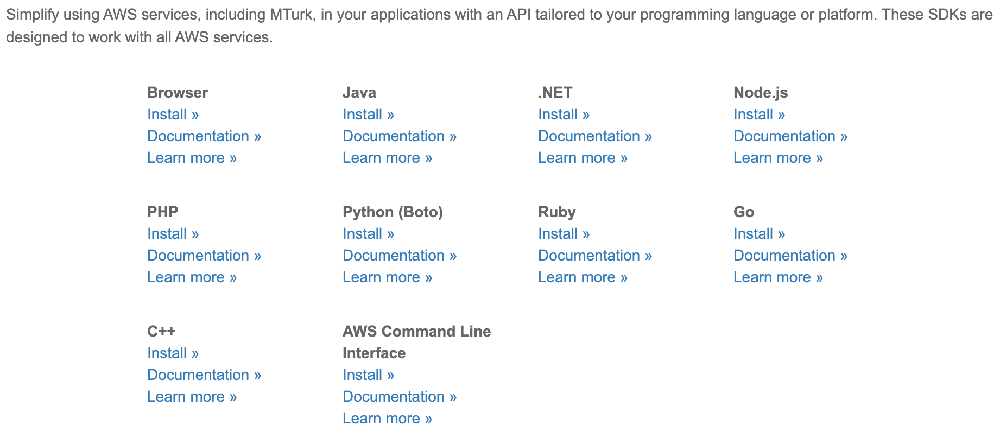 Simplify using AWS services, including MTurk, in your applications with an API tailored to your programming language or platform. These SDKs are
designed to work with all AWS services.
Browser
Install »
Documentation »
Learn more »
Java
Install »
Documentation »
Learn more »
.NET
Install »
Documentation »
Learn more »
Node.js
Install »
Documentation »
Learn more »
PHP
Install »
Documentation »
Learn more »
Python (Boto)
Install »
Documentation »
Learn more »
Ruby
Install »
Documentation »
Learn more »
Go
Install »
Documentation »
Learn more »
C++
Install »
Documentation »
Learn more »
AWS Command Line
Interface
Install »
Documentation »
Learn more »